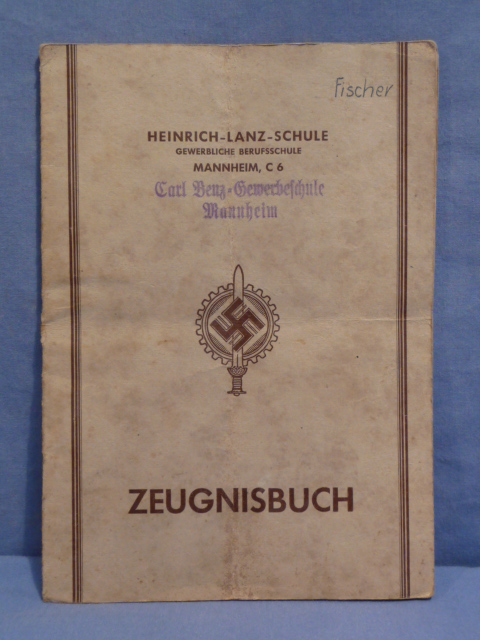 Fischer
HEINRICH-LANZ-SCHULE
GEWERBLICHE BERUFSSCHULE
MANNHEIM, C 6
Carl Benz-Gewerbeschule
Mannheim
ZEUGNISBUCH